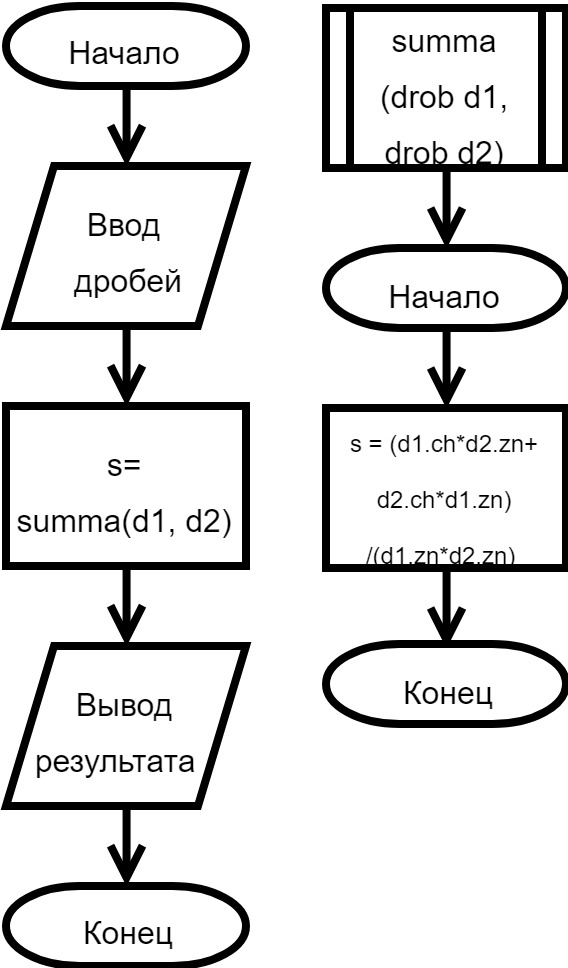 Начало
Ввод
дробей
s=
summa(d1, d2)
Вывод
результата
Конец
summa
(drob d1,
drob d2)
Начало
s = (d1.ch*d2.zn+
d2.ch*d1.zn)
/(d1.zn*d2.zn)
Конец